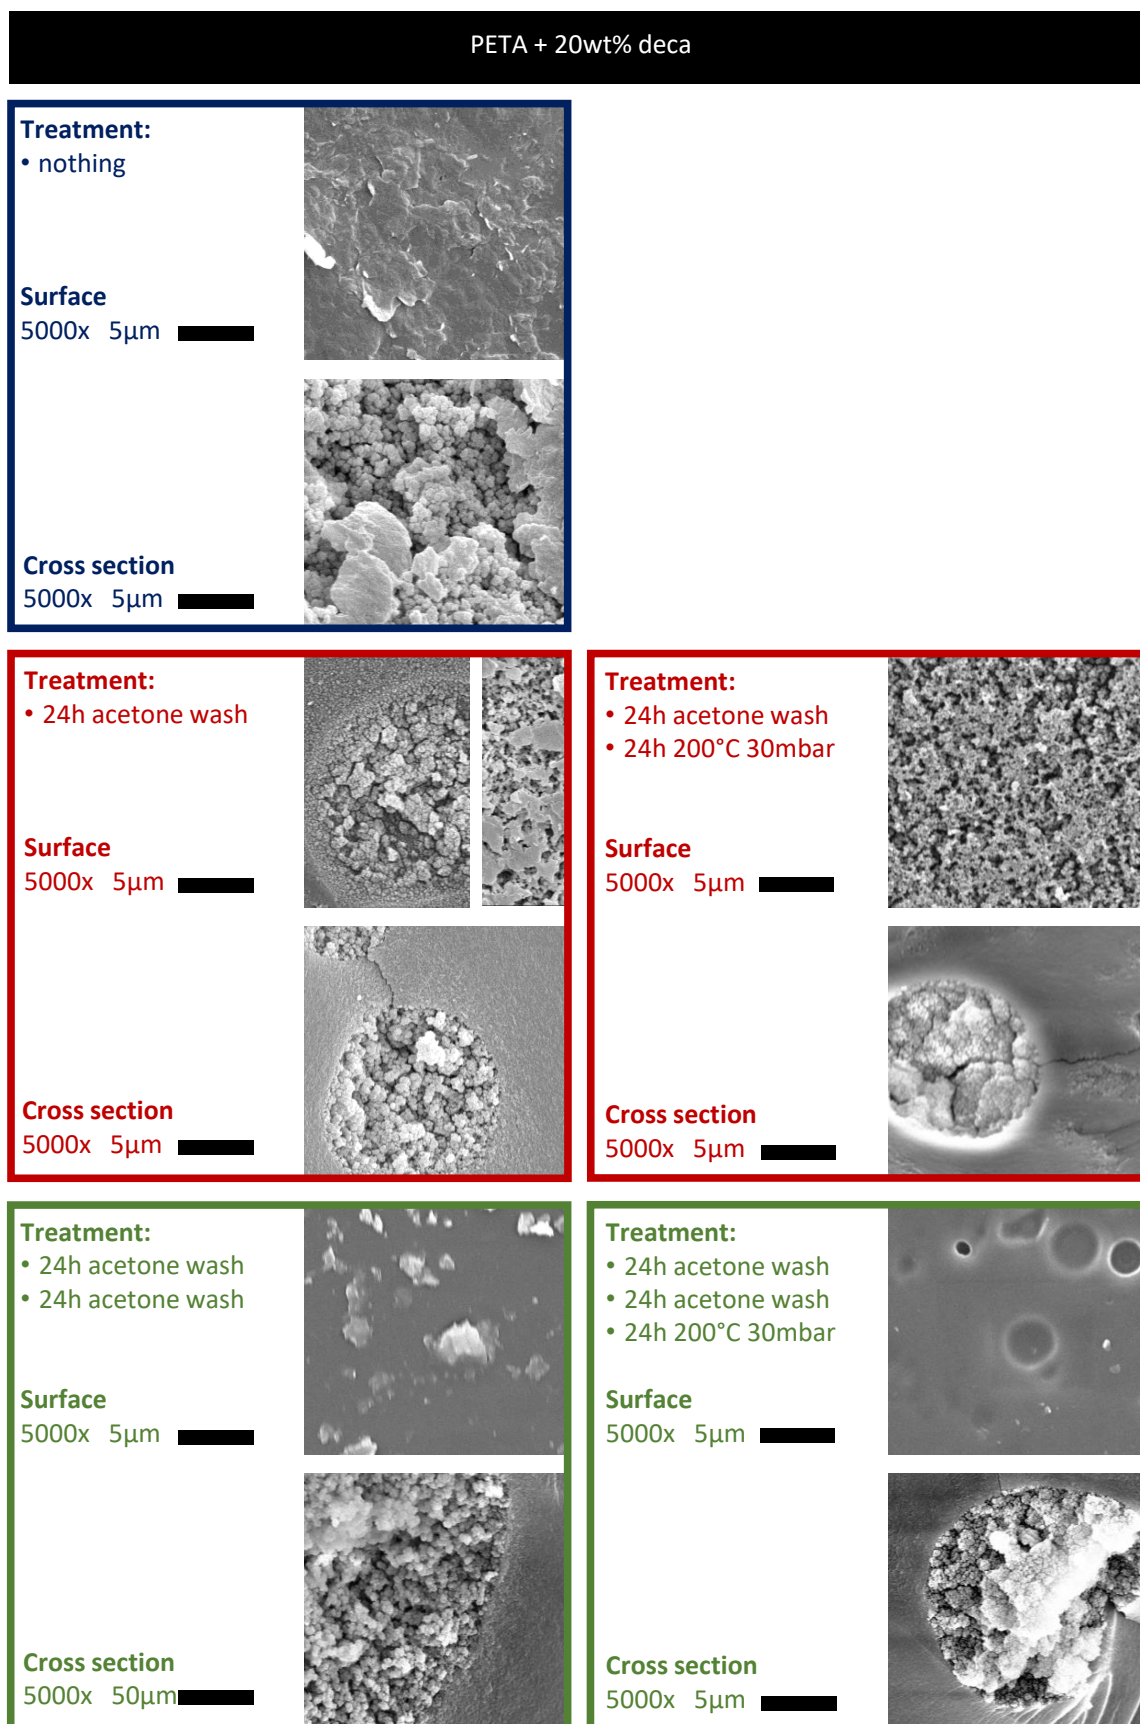 PETA + 20wt% deca
Treatment:
• nothing
Surface
5000x 5µm
Cross section
5000x 5µm
Treatment:
• 24h acetone wash
Surface
5000x 5µm
Cross section
5000x 5µm
Treatment:
• 24h acetone wash
• 24h 200°C 30mbar
Surface
5000x 5µm
Cross section
5000x 5µm
Treatment:
• 24h acetone wash
• 24h acetone wash
Surface
5000x 5µm
Cross section
5000x 50µm
Treatment:
• 24h acetone wash
• 24h acetone wash
• 24h 200°C 30mbar
Surface
5000x 5µm
Cross section
5000x 5µm